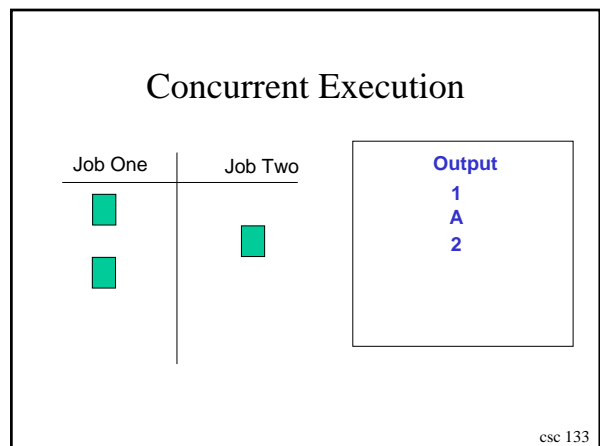 Concurrent Execution
Job One
Job Two
Output
1
A
2
csc 133